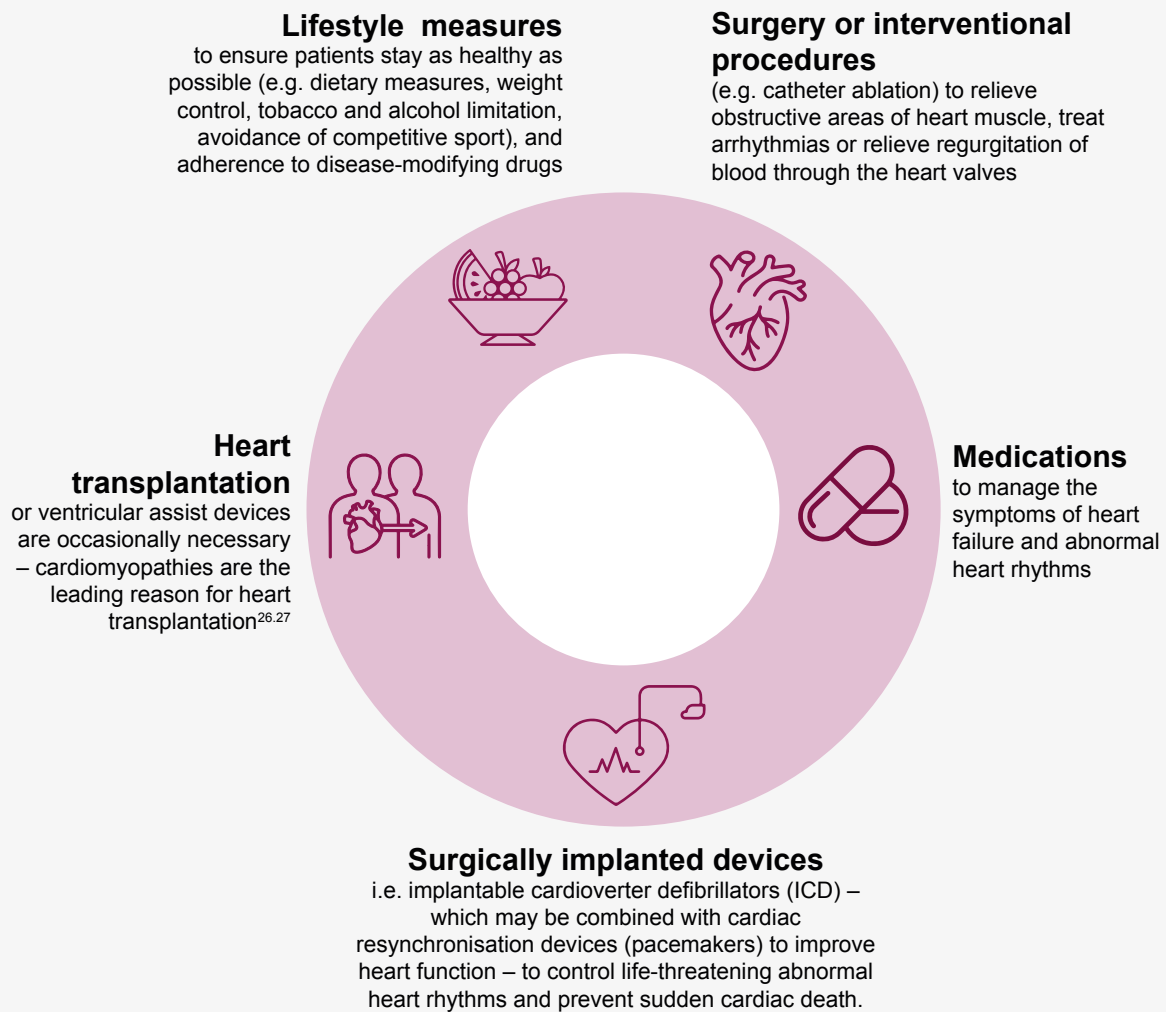 Lifestyle measures
to ensure patients stay as healthy as
possible (e.g. dietary measures, weight
control, tobacco and alcohol limitation,
avoidance of competitive sport), and
adherence to disease-modifying drugs
Surgery or interventional
procedures
(e.g. catheter ablation) to relieve
obstructive areas of heart muscle, treat
arrhythmias or relieve regurgitation of
blood through the heart valves
Heart
transplantation
or ventricular assist devices
are occasionally necessary
– cardiomyopathies are the
leading reason for heart
transplantation26.27
Medications
to manage the
symptoms of heart
failure and abnormal
heart rhythms
Surgically implanted devices
i.e. implantable cardioverter defibrillators (ICD) –
which may be combined with cardiac
resynchronisation devices (pacemakers) to improve
heart function – to control life-threatening abnormal
heart rhythms and prevent sudden cardiac death.